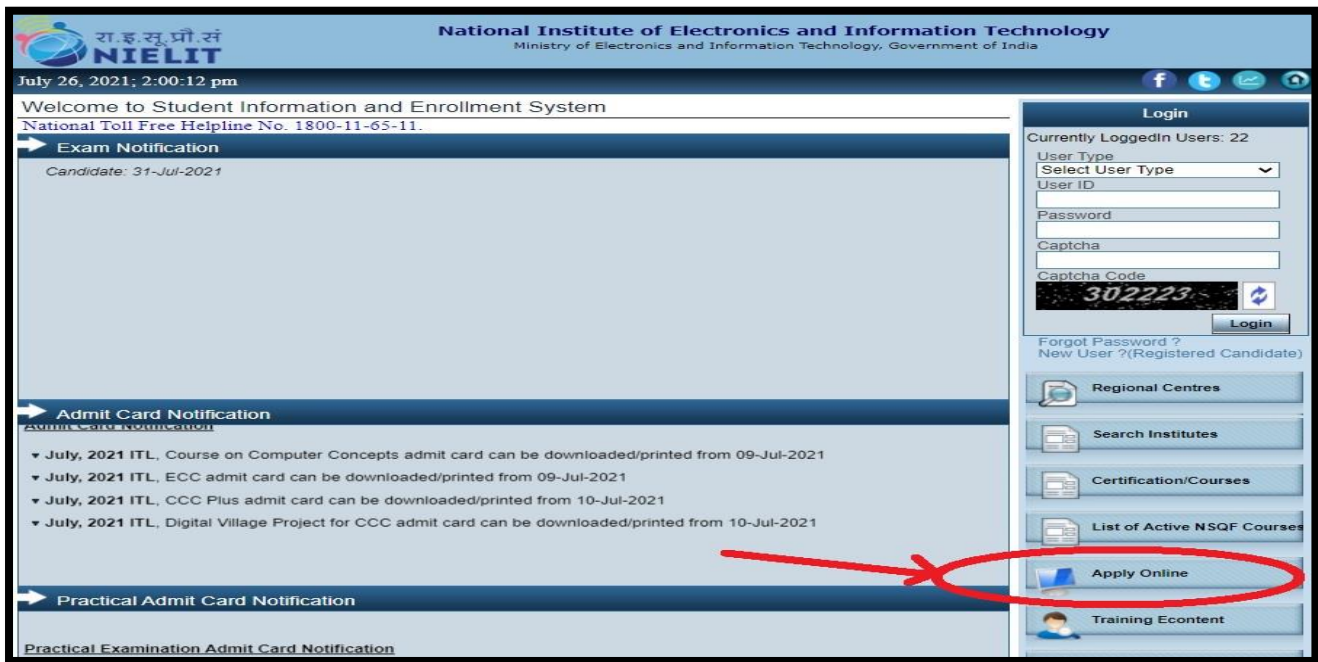 रा.इ.सू.प्रौ.सं
NIELIT
National Institute of Electronics and Information Technology
Ministry of Electronics and Information Technology, Government of India
July 26, 2021; 2:00:12 pm
Welcome to Student Information and Enrollment System
National Toll Free Helpline No. 1800-11-65-11.
Exam Notification
Candidate: 31-Jul-2021
Admit Card Notification
Admit Card Notification
July, 2021 ITL, Course on Computer Concepts admit card can be downloaded/printed from 09-Jul-2021
July, 2021 ITL, ECC admit card can be downloaded/printed from 09-Jul-2021
July, 2021 ITL, CCC Plus admit card can be downloaded/printed from 10-Jul-2021
July, 2021 ITL, Digital Village Project for CCC admit card can be downloaded/printed from 10-Jul-2021
Practical Admit Card Notification
Practical Examination Admit Card Notification
Login
Currently LoggedIn Users: 22
User Type
Select User Type
User ID
Password
Captcha
Captcha Code
302223
Login
Forgot Password ?
New User ?(Registered Candidate)
Regional Centres
Search Institutes
Certification/Courses
List of Active NSQF Courses
Apply Online
Training Econtent